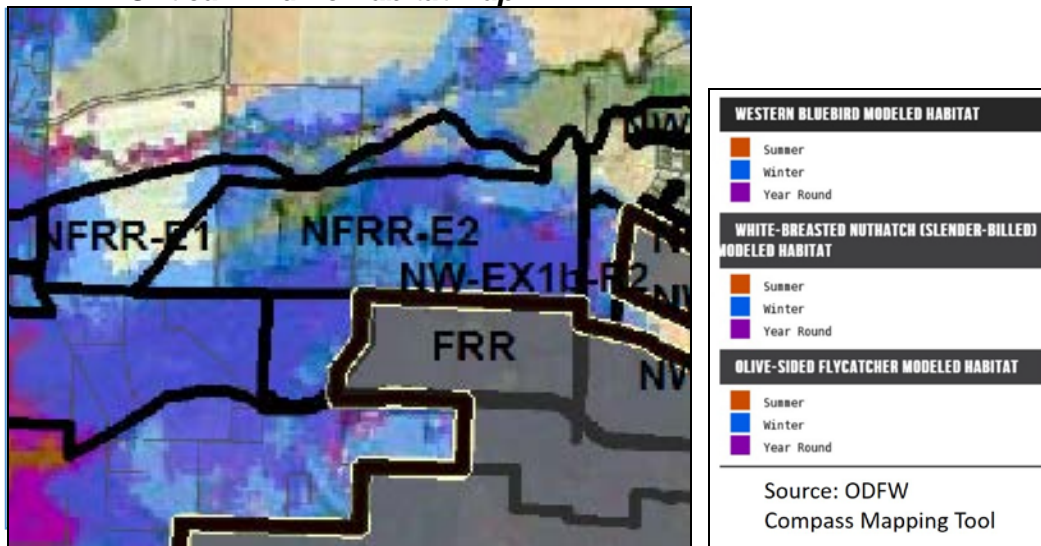 NW
NFRR-E1
NFRR-E2
NW-EX1b-R2
FRR
NW
WESTERN BLUEBIRD MODELED HABITAT
Summer
Winter
Year Round
WHITE-BREASTED NUTHATCH (SLENDER-BILLED)
MODELED HABITAT
Summer
Winter
Year Round
OLIVE-SIDED FLYCATCHER MODELED HABITAT
Summer
Winter
Year Round
Source: ODFW
Compass Mapping Tool